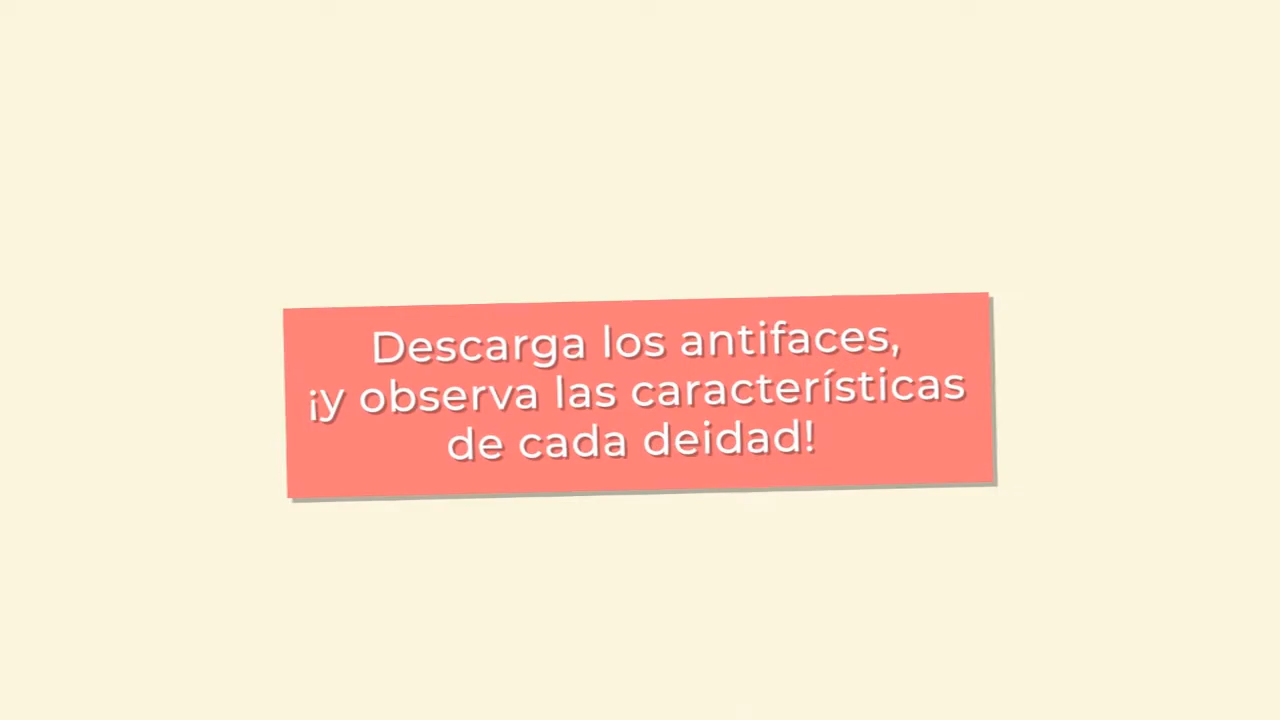 Descarga los antifaces,
¡y observa las características
de cada deidad!